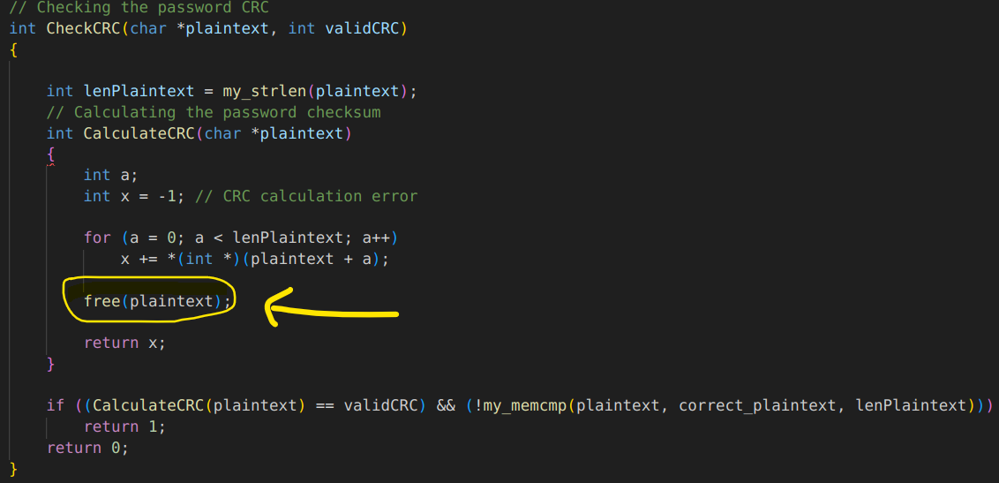 // Checking the password CRC
int CheckCRC(char *plaintext, int validCRC)
{
int lenPlaintext = my_strlen(plaintext);
// Calculating the password checksum
int CalculateCRC(char *plaintext)
{
int a;
int x = -1; // CRC calculation error
for (a = 0; a < lenPlaintext; a++)
x += *(int *)(plaintext + a);
free(plaintext);
return x;
}
if ((CalculateCRC(plaintext) == validCRC) && (!my_memcmp(plaintext, correct_plaintext, lenPlaintext)))
return 1;
return 0;
}